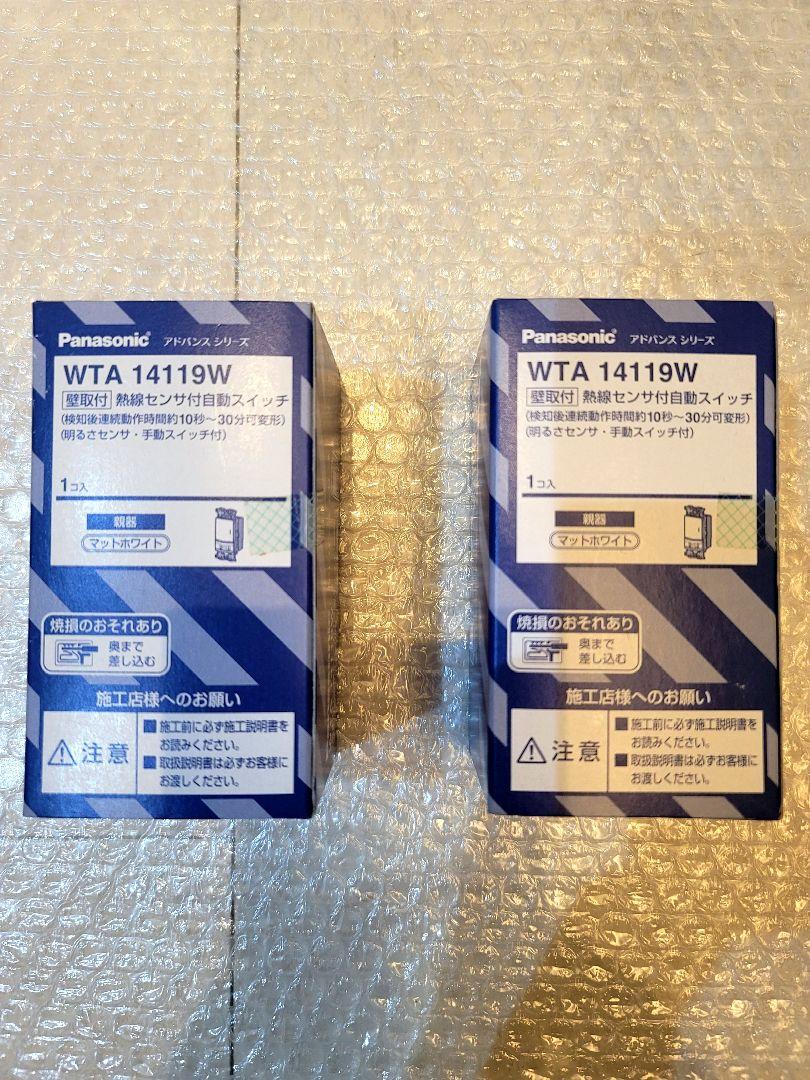 Panasonic® アドバンス シリーズ
WTA 14119W
壁取付 熱線センサ付自動スイッチ
(検知後連続動作時間約10秒〜30分可変形)
(明るさセンサ・手動スイッチ付)
1コ入
親器
マットホワイト
焼損のおそれあり
奥まで
差し込む
施工店様へのお願い
注意
■施工前に必ず施工説明書を
お読みください。
■取扱説明書は必ずお客様に
お渡しください。
Panasonic® アドバンス シリーズ
WTA 14119W
壁取付 熱線センサ付自動スイッチ
(検知後連続動作時間約10秒〜30分可変形)
(明るさセンサ・手動スイッチ付)
1コ入
親器
マットホワイト
焼損のおそれあり
奥まで
差し込む
施工店様へのお願い
注意
■施工前に必ず施工説明書を
お読みください。
■取扱説明書は必ずお客様に
お渡しください。